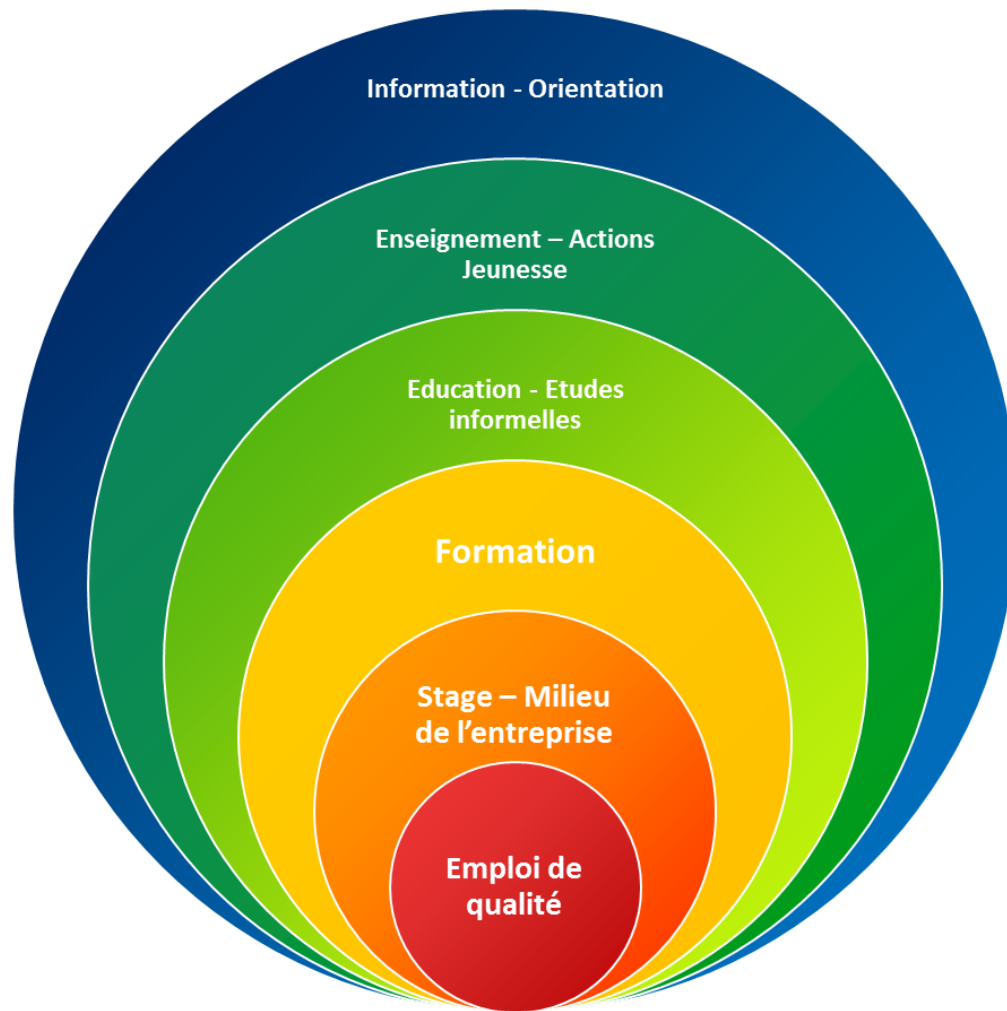 Information - Orientation
Enseignement – Actions
Jeunesse
Education - Etudes
informelles
Formation
Stage – Milieu
de l’entreprise
Emploi de
qualité